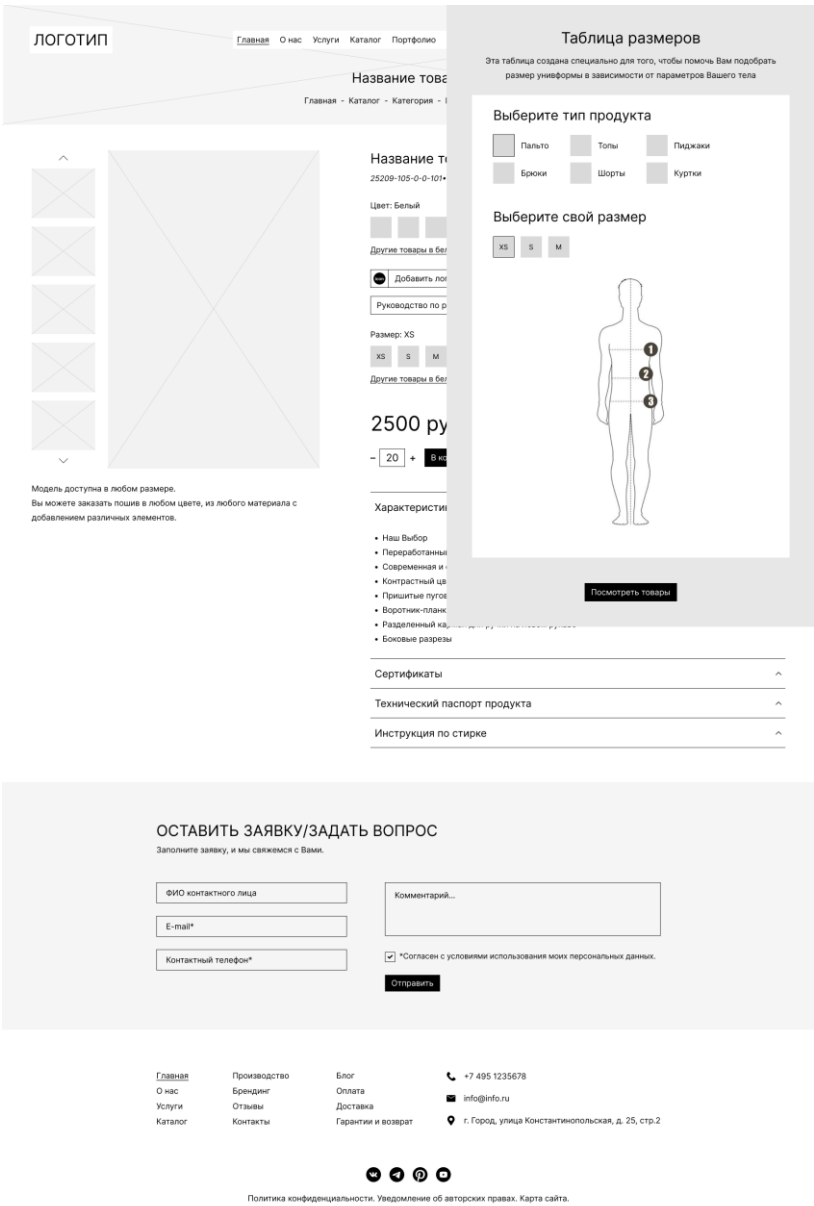 ЛОГОТИП
Главная О нас Услуги Каталог Портфолио
Название това
Главная - Каталог - Категория -
Название т
25209-105-0-0-101•
Цвет: Белый
Другие товары в бел
Добавить лог
Руководство по р
Размер: XS
XS S M
Другие товары в бел
2500 ру
– 20 + В ко
Модель доступна в любом размере.
Вы можете заказать пошив в любом цвете, из любого материала с
добавлением различных элементов.
Характеристи
• Наш Выбор
• Переработанны
• Современная и
• Контрастный цв
• Пришитые пугов
• Воротник-планк
• Разделенный
• Боковые разрезы
Сертификаты
Технический паспорт продукта
Инструкция по стирке
Таблица размеров
Эта таблица создана специально для того, чтобы помочь Вам подобрать
размер унивформы в зависимости от параметров Вашего тела
Выберите тип продукта
Пальто Топы Пиджаки
Брюки Шорты Куртки
Выберите свой размер
XS S M
1
2
3
Посмотреть товары
ОСТАВИТЬ ЗАЯВКУ/ЗАДАТЬ ВОПРОС
Заполните заявку, и мы свяжемся с Вами.
ФИО контактного лица
E-mail*
Контактный телефон*
Комментарий...
*Согласен с условиями использования моих персональных данных.
Отправить
Главная Производство Блог +7 495 1235678
О нас Брендинг Оплата info@info.ru
Услуги Отзывы Доставка
Каталог Контакты Гарантии и возврат г. Город, улица Константинопольская, д. 25, стр.2
Политика конфиденциальности. Уведомление об авторских правах. Карта сайта.